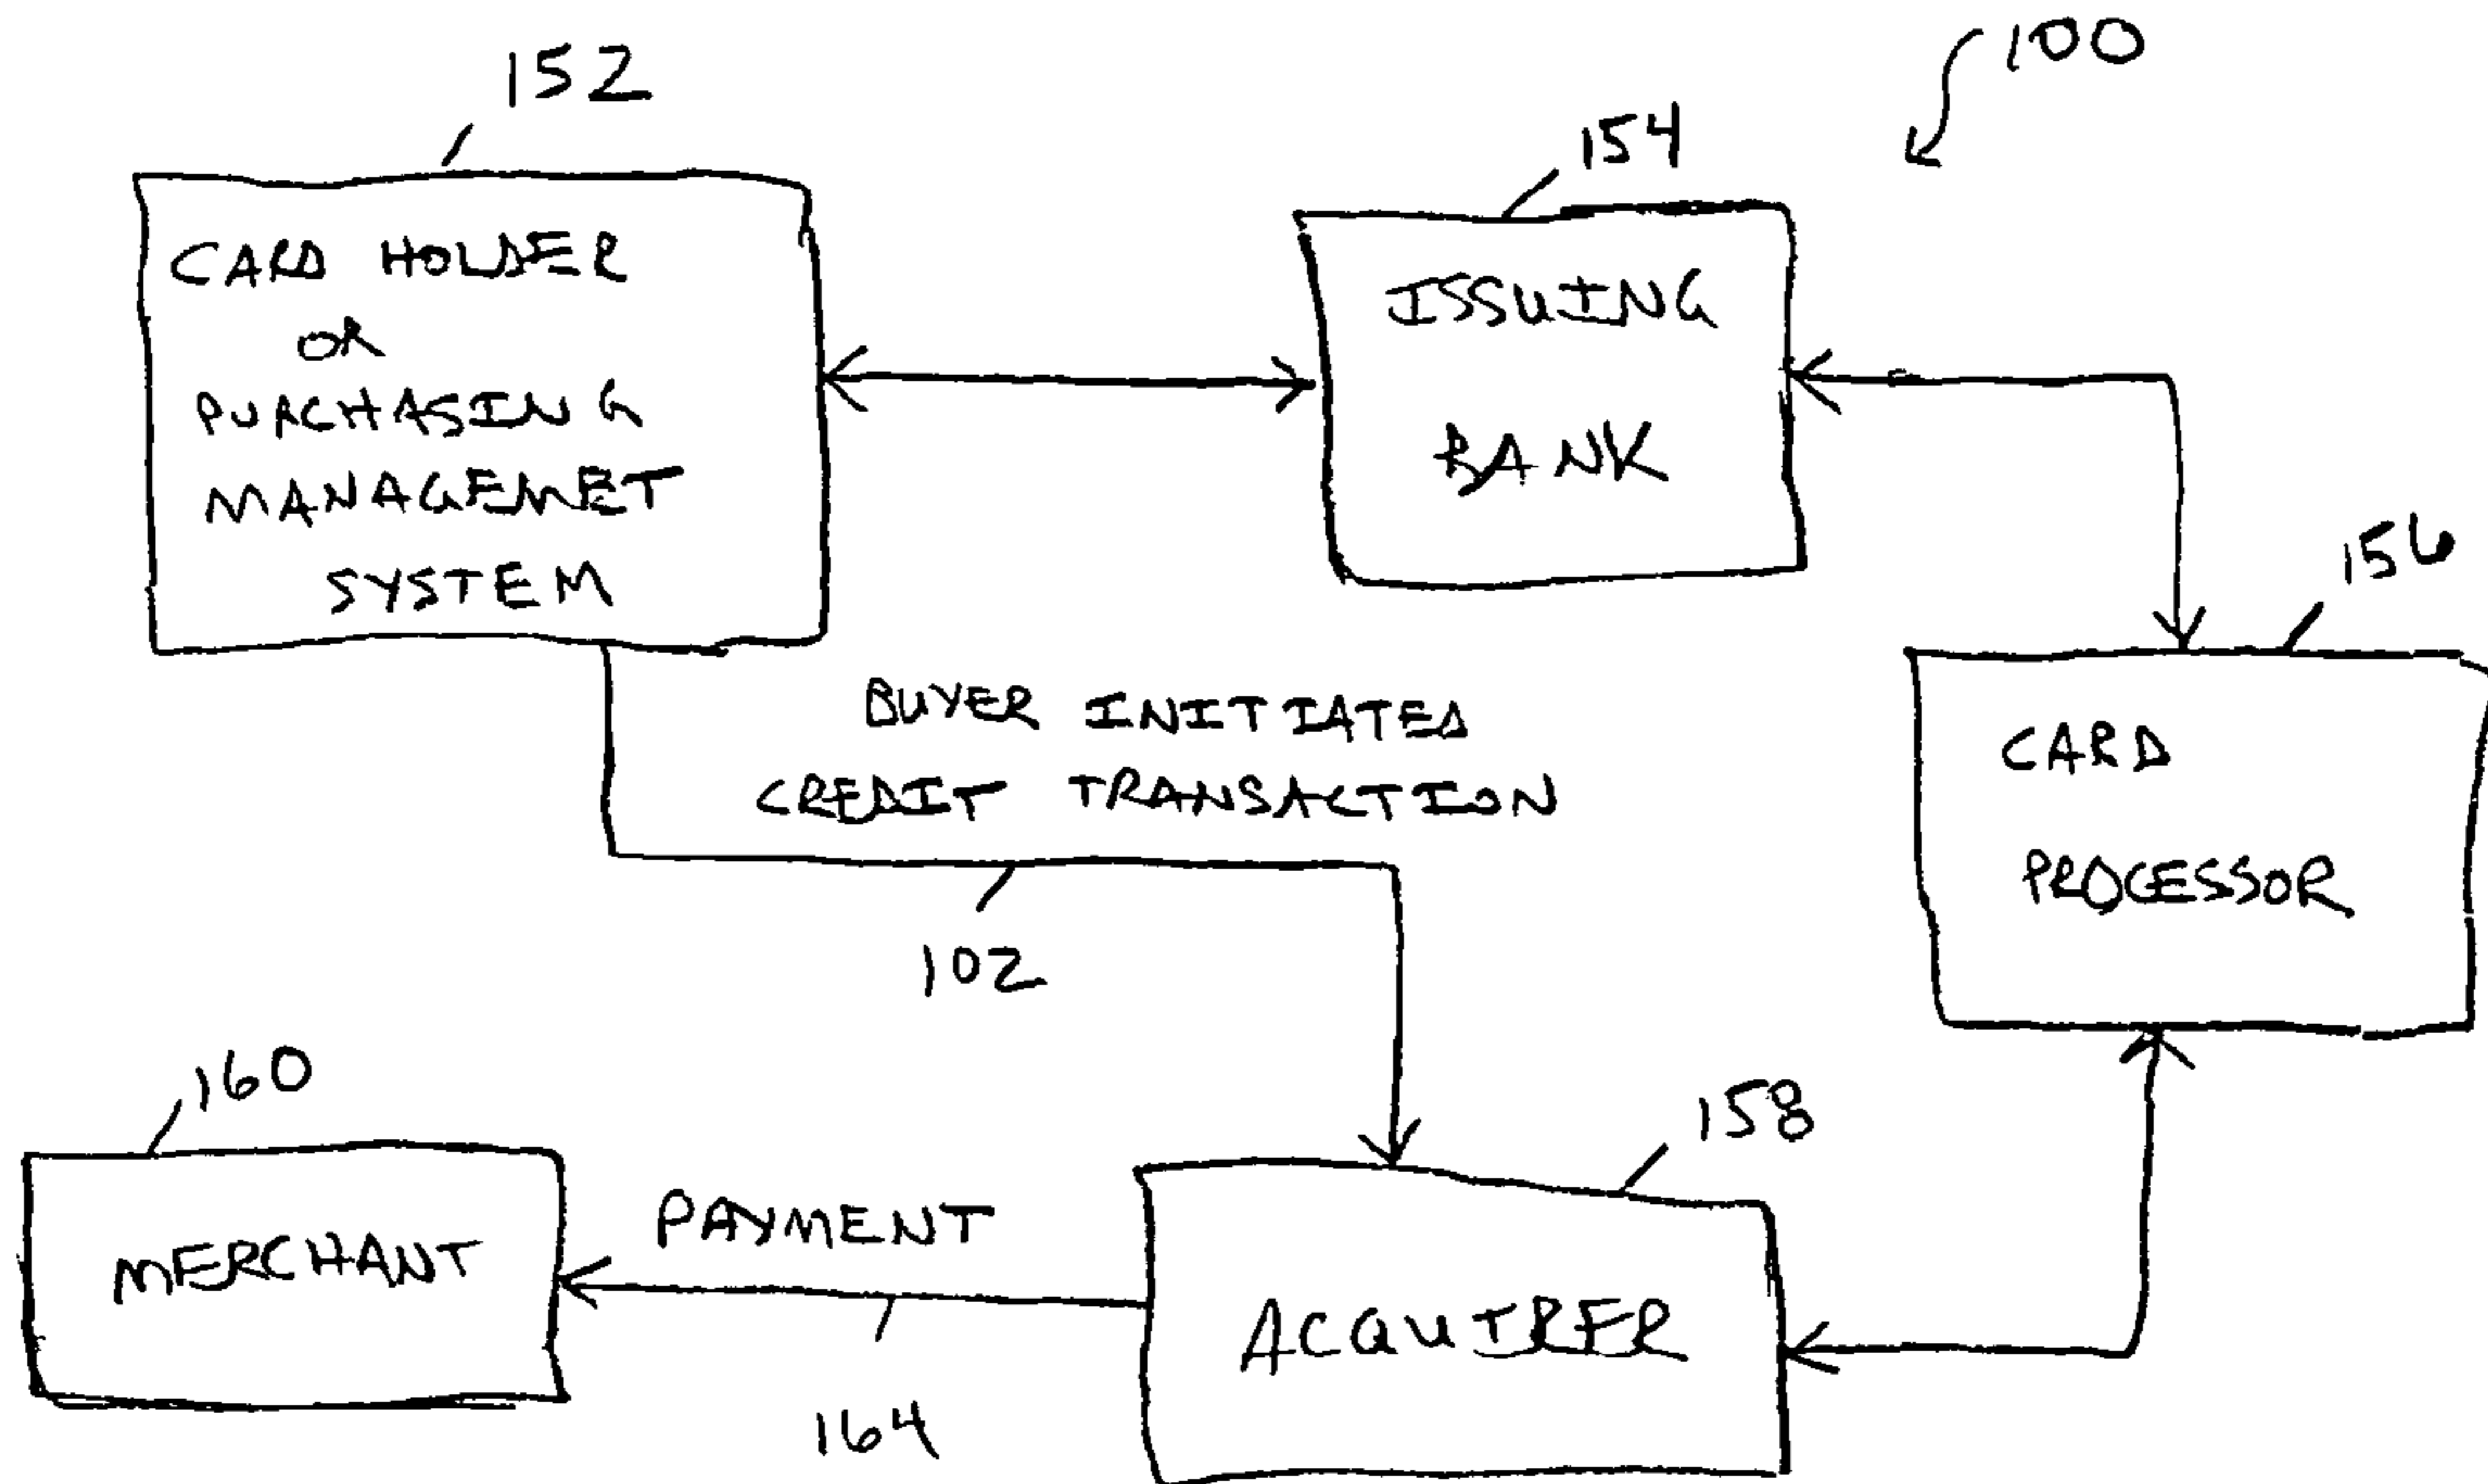 100
152
CARD HOLDER
OR
PURCHASING
MANAGEMET
SYSTEM
154
ISSUING
BANK
156
CARD
PROCESSOR
BUYER INITIATED
CREDIT TRANSACTION
102
160
MERCHANT
PAYMENT
164
158
ACQUIRER